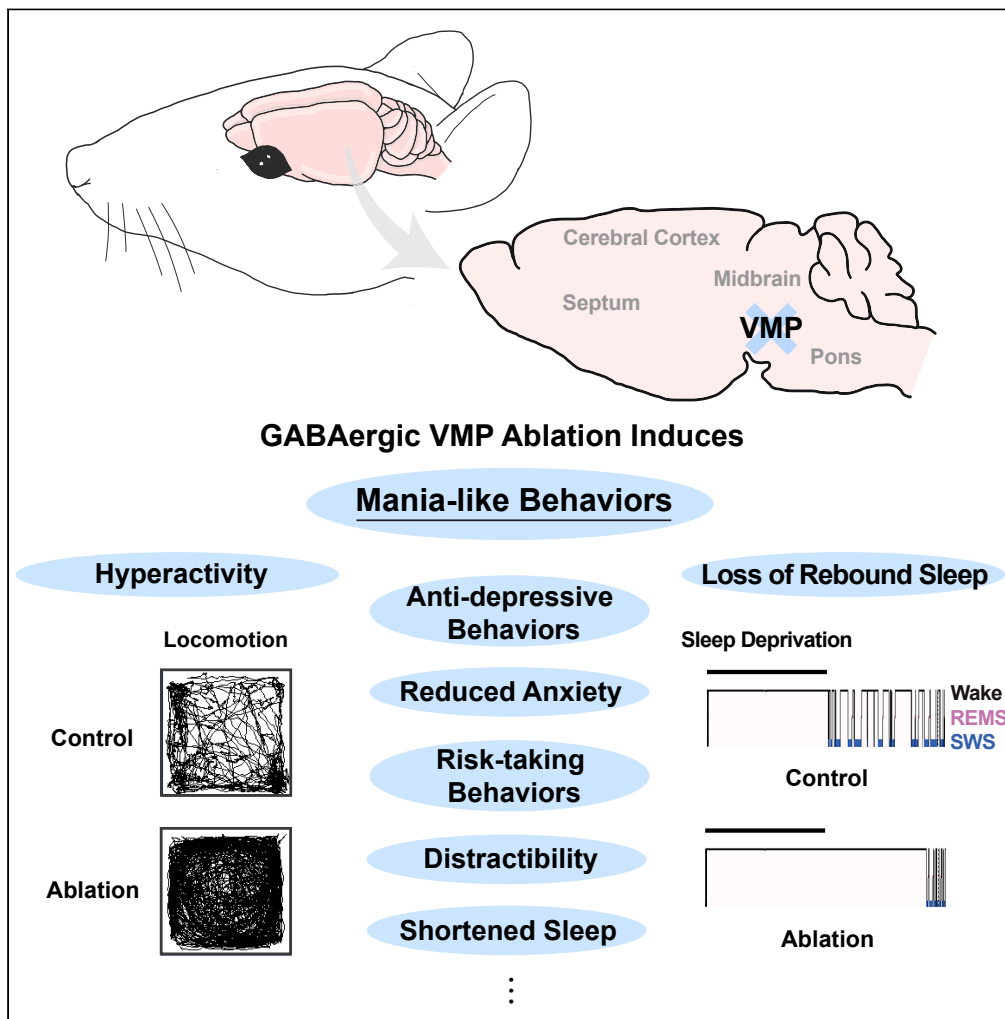 Cerebral Cortex
Midbrain
Septum
VMP
Pons
GABAergic VMP Ablation Induces
Mania-like Behaviors
Hyperactivity
Locomotion
Control
Ablation
Anti-depressive
Behaviors
Reduced Anxiety
Risk-taking
Behaviors
Distractibility
Shortened Sleep
⋮
Loss of Rebound Sleep
Sleep Deprivation
Wake
REMS
SWS
Control
Ablation